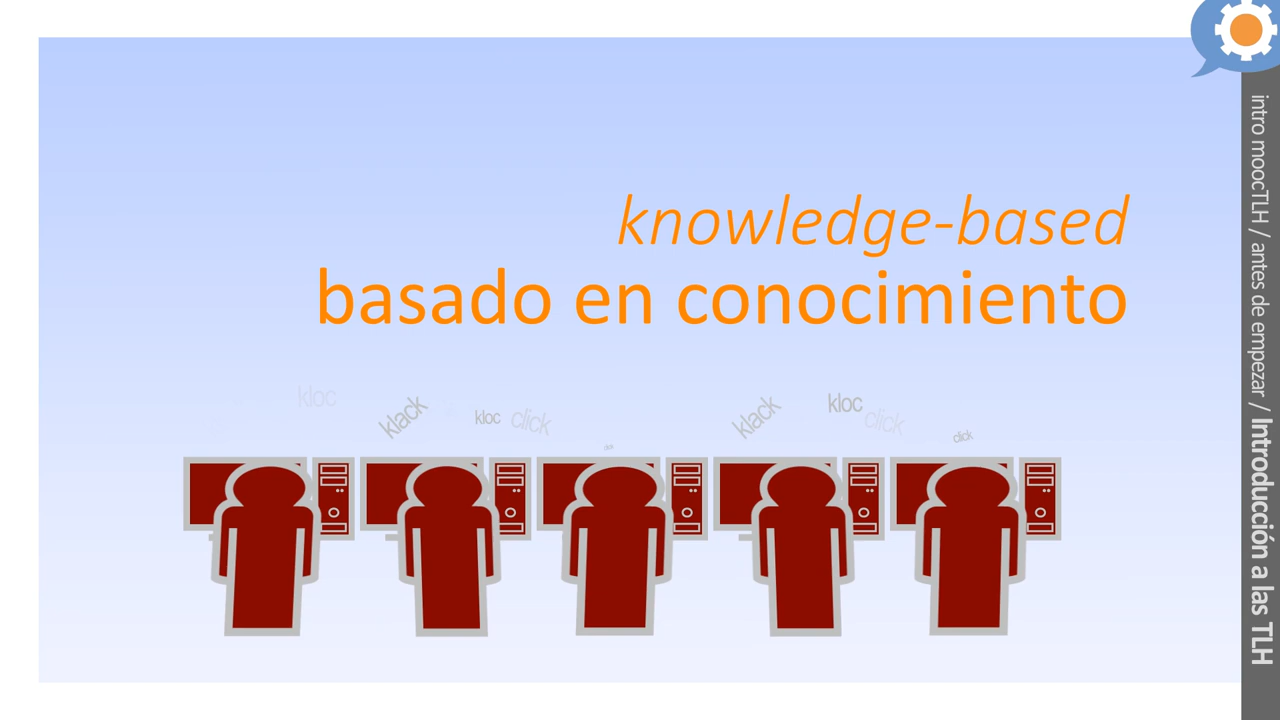 knowledge-based
basado en conocimiento
kloc
klack
kloc
click
klack
kloc
click
click
intro moocTLH / antes de empezar / Introducción a las TLH